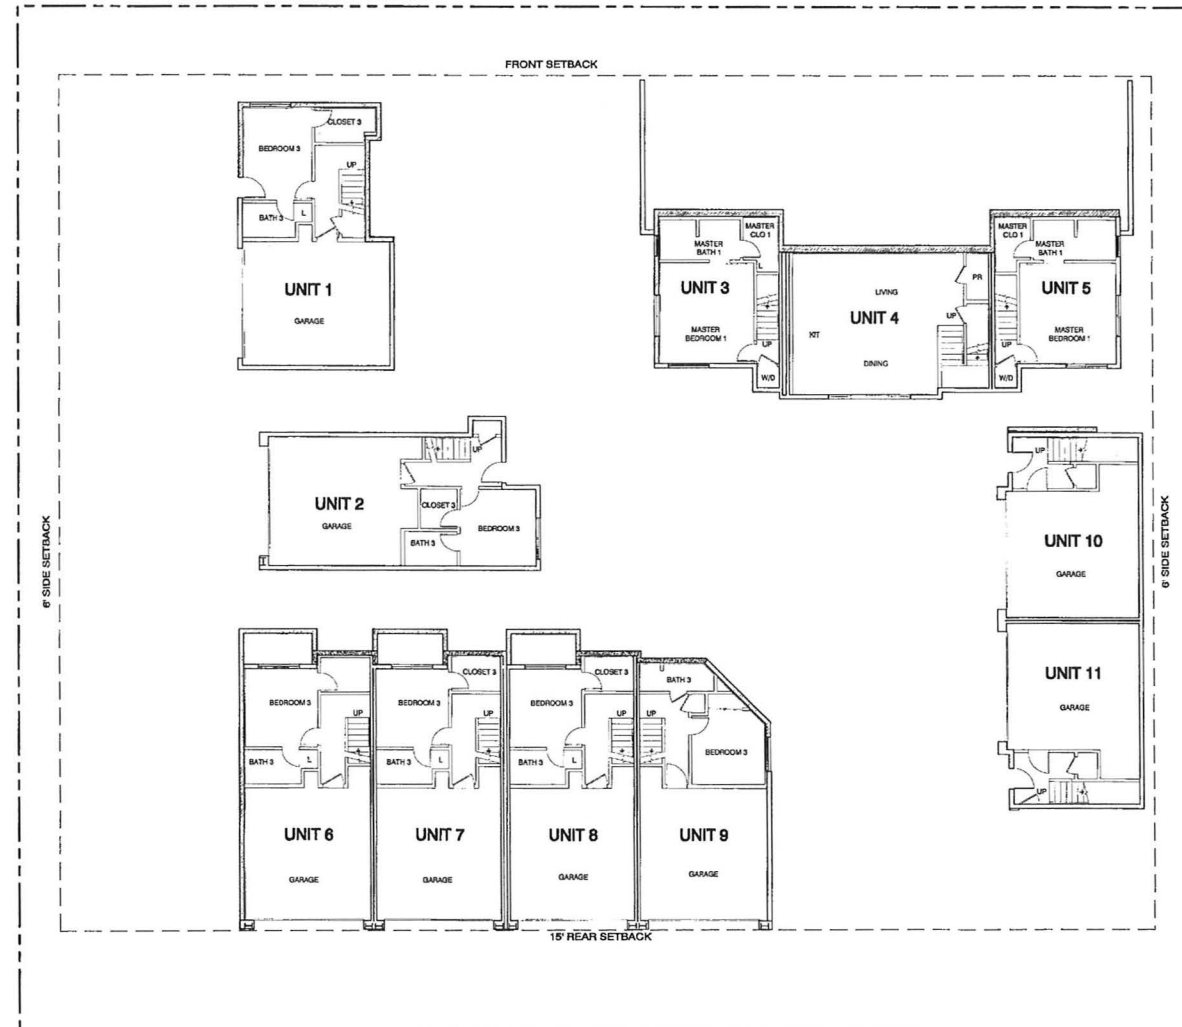 FRONT SETBACK
CLOSET 3
BEDROOM 3
UP
BATH 3
L
UNIT 1
GARAGE
MASTER
CLO 1
MASTER
BATH 1
L
UNIT 3
MASTER
BEDROOM 1
UP
W/D
LIVING
PR
UNIT 4
KIT
UP
DINING
MASTER
CLO 1
MASTER
BATH 1
UNIT 5
MASTER
BEDROOM 1
UP
W/D
UP
UNIT 2
GARAGE
CLOSET 3
BEDROOM 3
BATH 3
6' SIDE SETBACK
UP
UNIT 10
GARAGE
UNIT 11
GARAGE
UP
6' SIDE SETBACK
BEDROOM 3
UP
BATH 3
L
UNIT 6
GARAGE
CLOSET 3
BEDROOM 3
UP
BATH 3
L
UNIT 7
GARAGE
CLOSET 3
BEDROOM 3
UP
BATH 3
L
UNIT 8
GARAGE
BATH 3
UP
BEDROOM 3
UNIT 9
GARAGE
15' REAR SETBACK